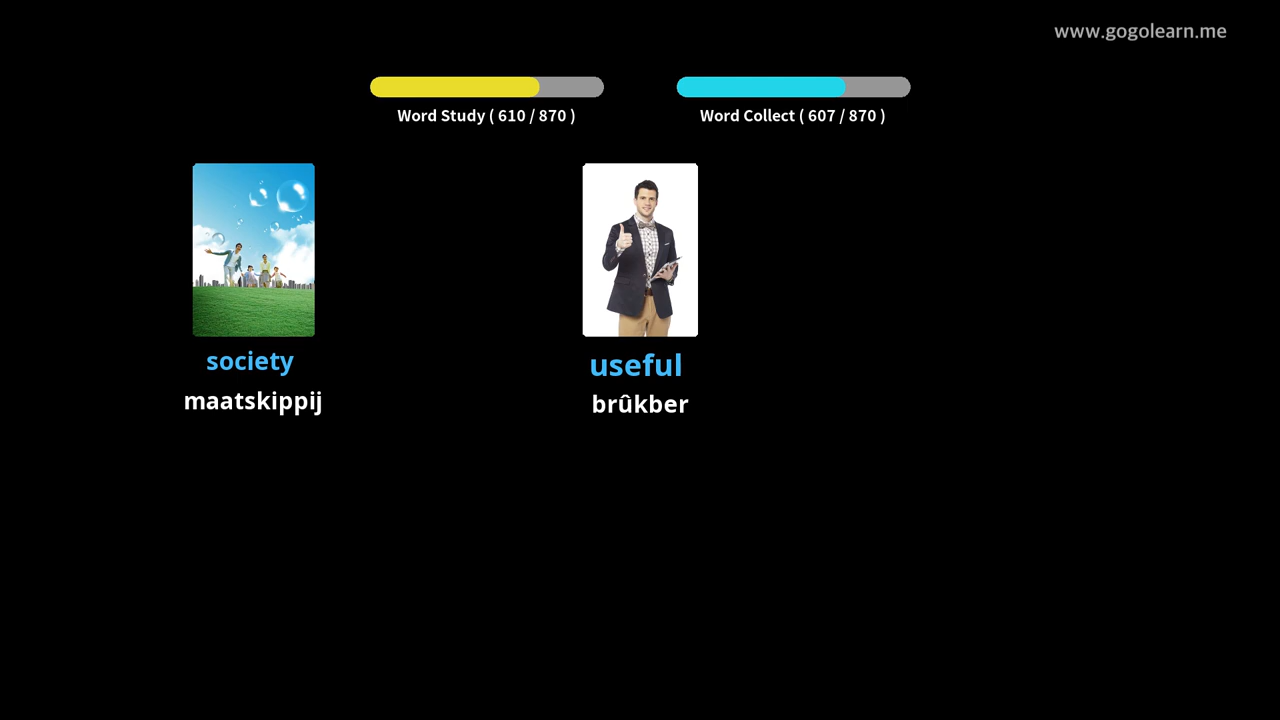 www.gogolearn.me
Word Study ( 610 / 870 )
Word Collect ( 607 / 870 )
society
maatskippij
useful
brûkber